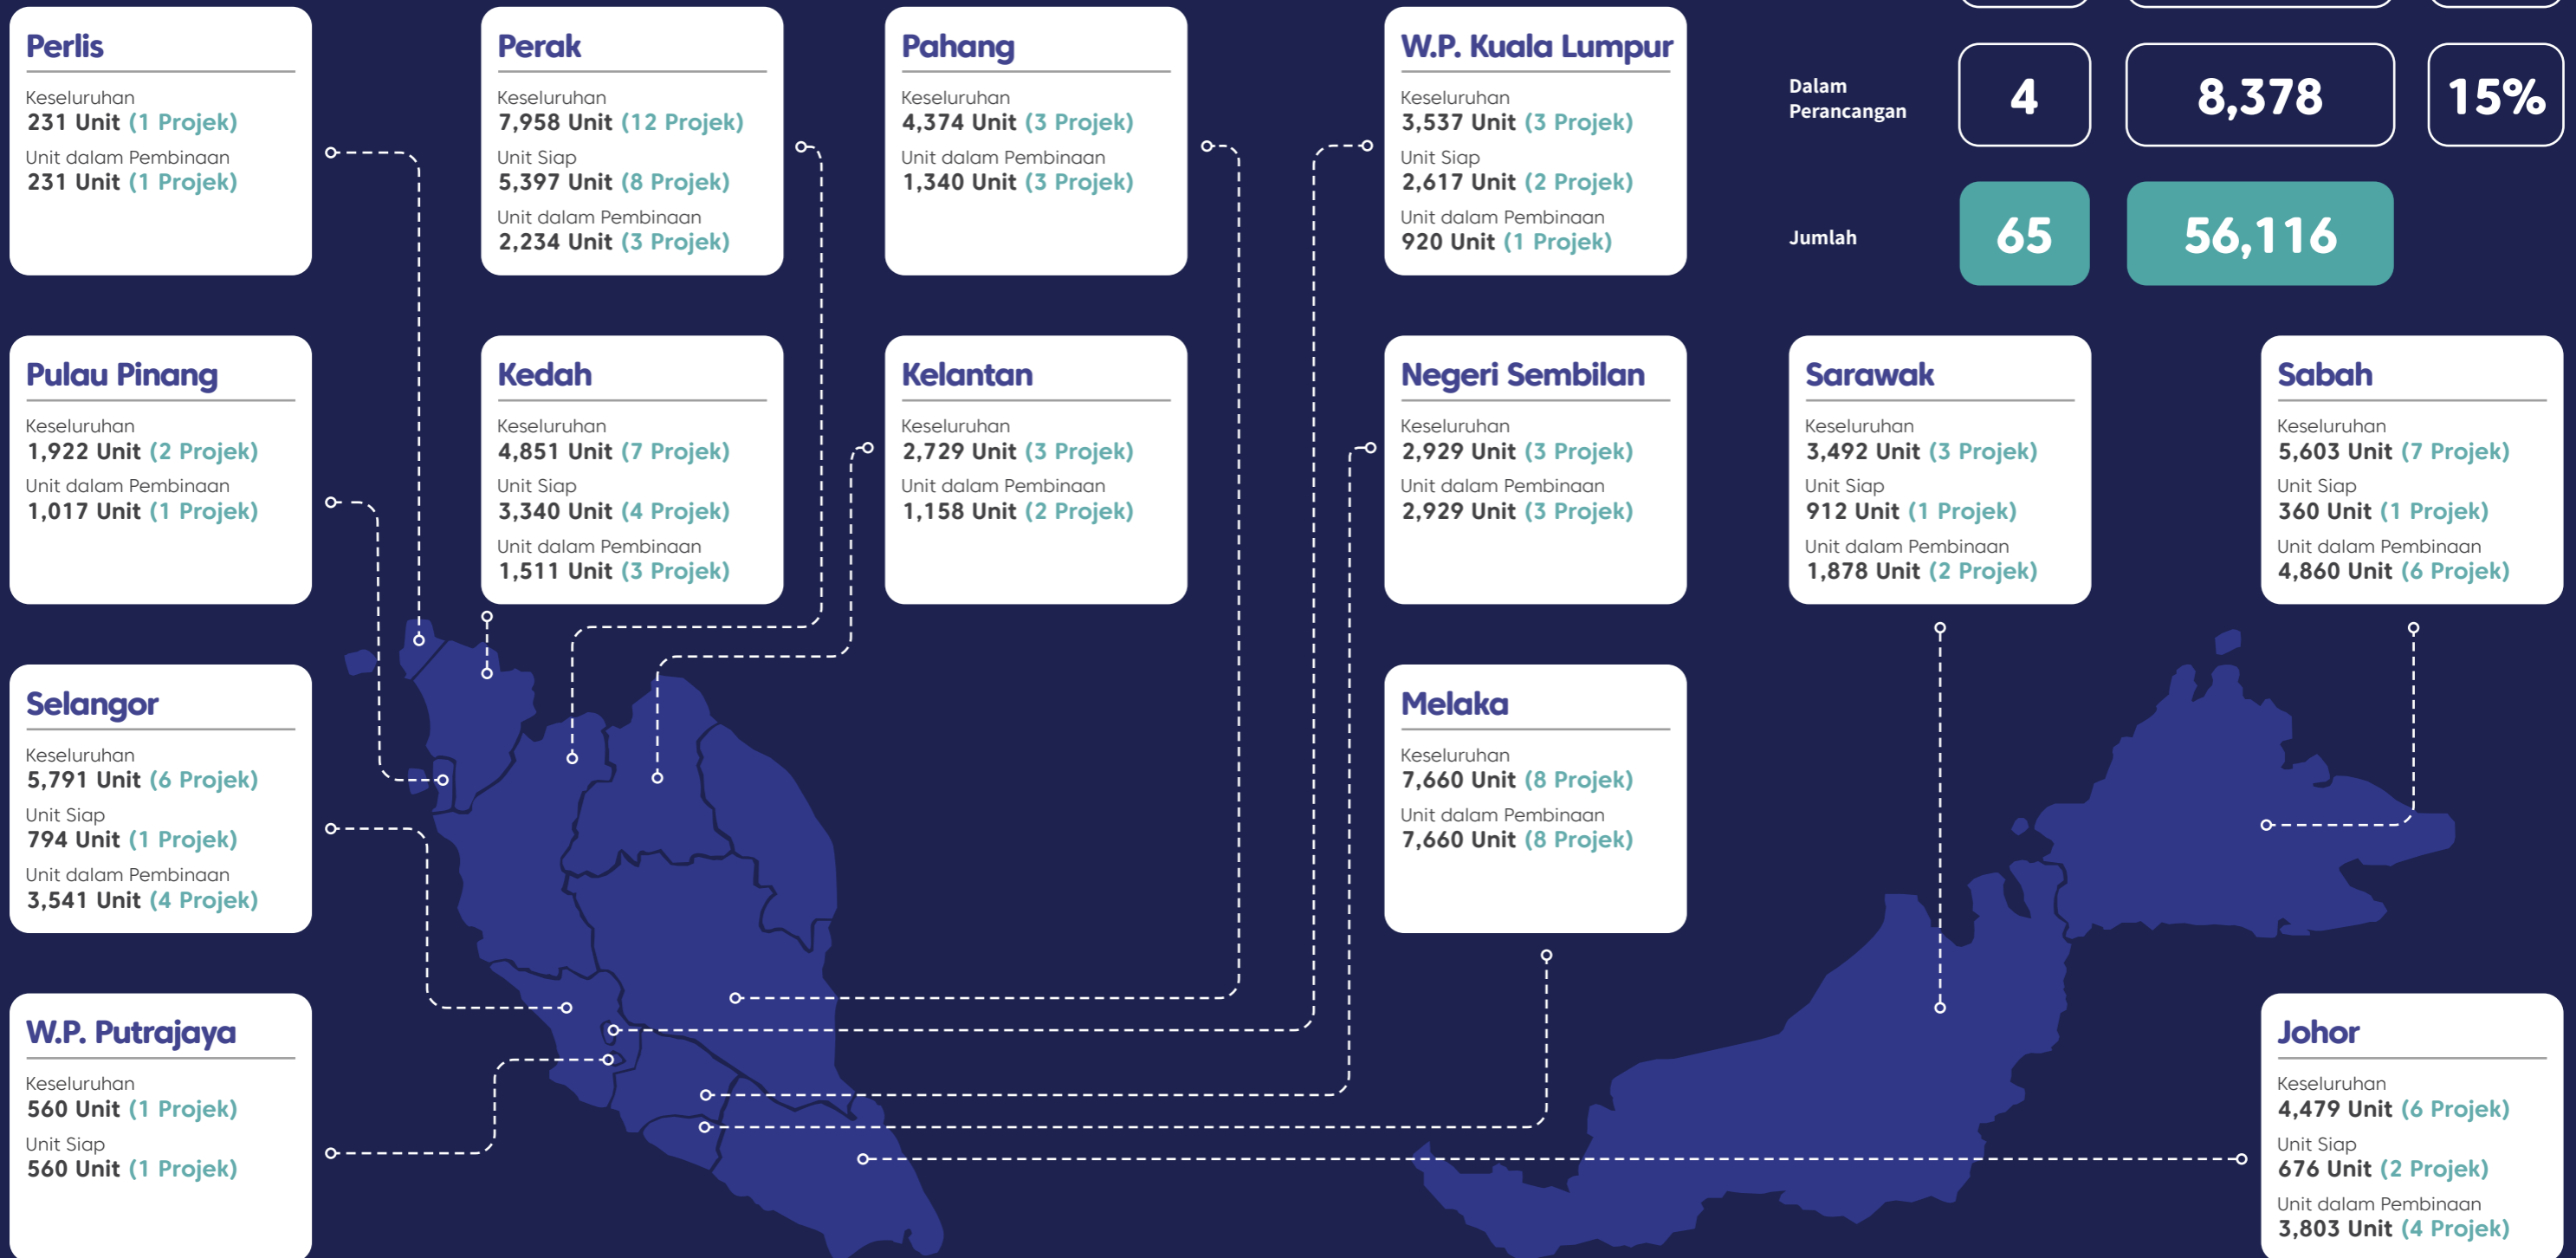 Perlis
Keseluruhan
231 Unit (1 Projek)
Unit dalam Pembinaan
231 Unit (1 Projek)
Perak
Keseluruhan
7,958 Unit (12 Projek)
Unit Siap
5,397 Unit (8 Projek)
Unit dalam Pembinaan
2,234 Unit (3 Projek)
Pahang
Keseluruhan
4,374 Unit (3 Projek)
Unit dalam Pembinaan
1,340 Unit (3 Projek)
W.P. Kuala Lumpur
Keseluruhan
3,537 Unit (3 Projek)
Unit Siap
2,617 Unit (2 Projek)
Unit dalam Pembinaan
920 Unit (1 Projek)
Dalam
Perancangan
4
8,378
15%
Jumlah
65
56,116
Pulau Pinang
Keseluruhan
1,922 Unit (2 Projek)
Unit dalam Pembinaan
1,017 Unit (1 Projek)
Kedah
Keseluruhan
4,851 Unit (7 Projek)
Unit Siap
3,340 Unit (4 Projek)
Unit dalam Pembinaan
1,511 Unit (3 Projek)
Kelantan
Keseluruhan
2,729 Unit (3 Projek)
Unit dalam Pembinaan
1,158 Unit (2 Projek)
Negeri Sembilan
Keseluruhan
2,929 Unit (3 Projek)
Unit dalam Pembinaan
2,929 Unit (3 Projek)
Sarawak
Keseluruhan
3,492 Unit (3 Projek)
Unit Siap
912 Unit (1 Projek)
Unit dalam Pembinaan
1,878 Unit (2 Projek)
Sabah
Keseluruhan
5,603 Unit (7 Projek)
Unit Siap
360 Unit (1 Projek)
Unit dalam Pembinaan
4,860 Unit (6 Projek)
Selangor
Keseluruhan
5,791 Unit (6 Projek)
Unit Siap
794 Unit (1 Projek)
Unit dalam Pembinaan
3,541 Unit (4 Projek)
Melaka
Keseluruhan
7,660 Unit (8 Projek)
Unit dalam Pembinaan
7,660 Unit (8 Projek)
W.P. Putrajaya
Keseluruhan
560 Unit (1 Projek)
Unit Siap
560 Unit (1 Projek)
Johor
Keseluruhan
4,479 Unit (6 Projek)
Unit Siap
676 Unit (2 Projek)
Unit dalam Pembinaan
3,803 Unit (4 Projek)